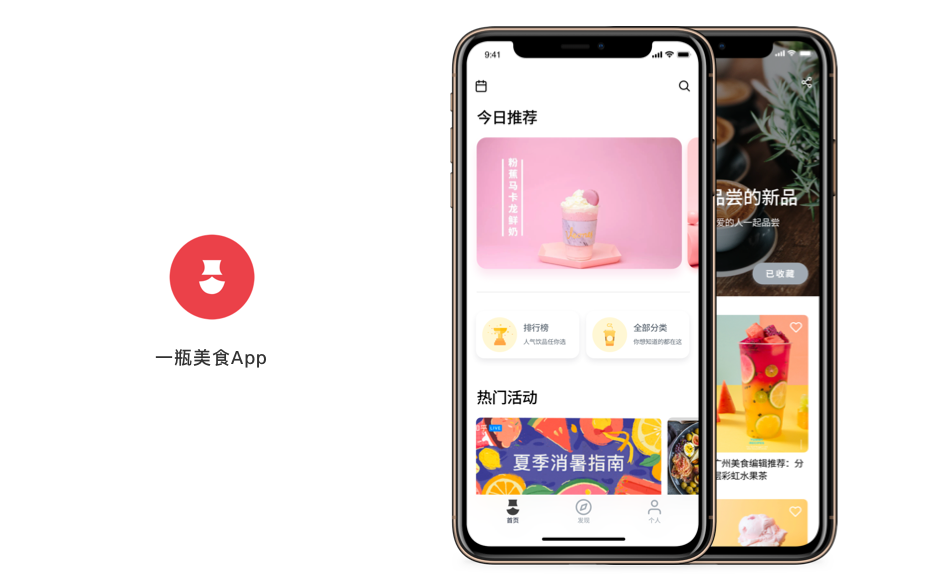 一瓶美食App
9:41
今日推荐
粉蕉马卡龙鲜奶
排行榜
人气饮品任你选
全部分类
你想知道的都在这
热门活动
LIVE
夏季消暑指南
首页
发现
个人
品尝的新品
爱的人一起品尝
已收藏
广州美食编辑推荐：分
层彩虹水果茶